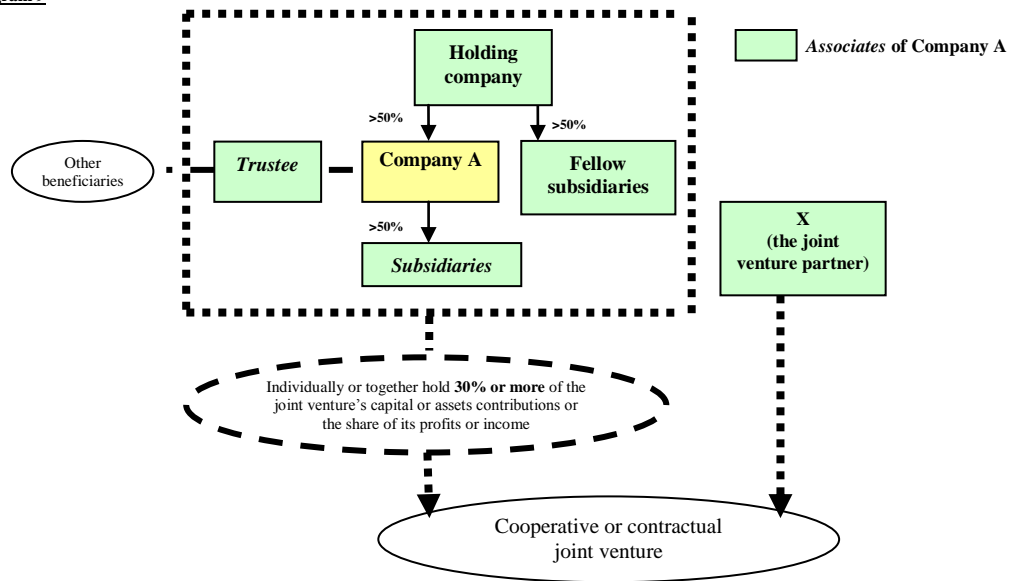 Holding
company
Associates of Company A
>50%
>50%
Other
beneficiaries
Trustee
Company A
Fellow
subsidiaries
>50%
Subsidiaries
X
(the joint
venture partner)
Individually or together hold 30% or more of the
joint venture's capital or assets contributions or
the share of its profits or income
Cooperative or contractual
joint venture